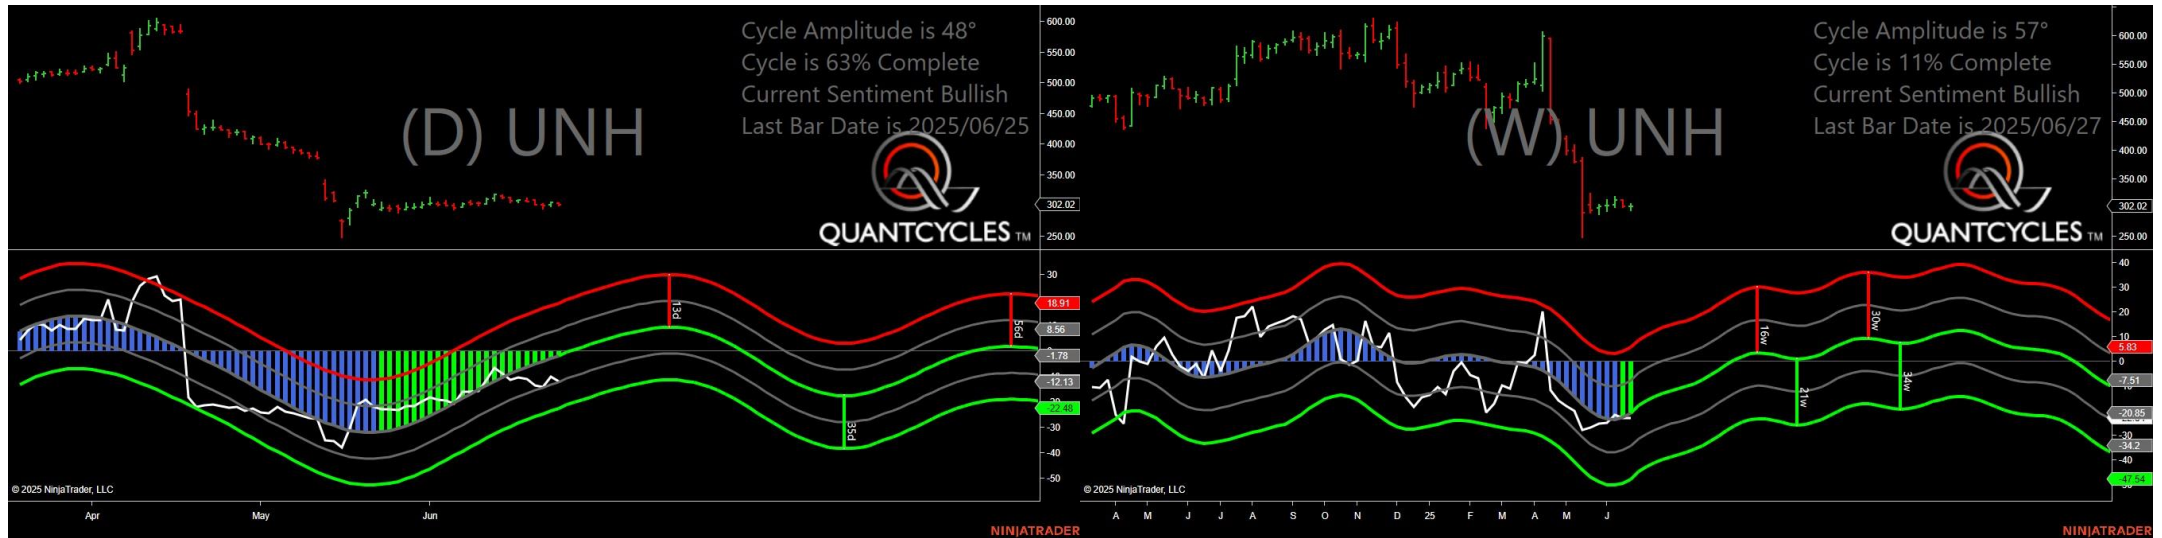 Cycle Amplitude is 48°
Cycle is 63% Complete
Current Sentiment Bullish
Last Bar Date is 2025/06/25
(D) UNH
QUANTCYCLES TM
600.00
550.00
500.00
450.00
400.00
350.00
302.02
250.00
30
18.91
8.56
0
-1.78
-12.13
-22.48
-30
-40
-50
13d
35d
56d
© 2025 NinjaTrader, LLC
Apr May Jun
NINJATRADER
Cycle Amplitude is 57°
Cycle is 11% Complete
Current Sentiment Bullish
Last Bar Date is 2025/06/27
(W) UNH
QUANTCYCLES TM
600.00
550.00
500.00
450.00
400.00
350.00
302.02
250.00
40
30
20
10
5.83
0
-7.51
-20.85
-30
-34.2
-40
-47.54
16w
21w
30w
34w
© 2025 NinjaTrader, LLC
A M J J A S O N D 25 F M A M J
NINJATRADER